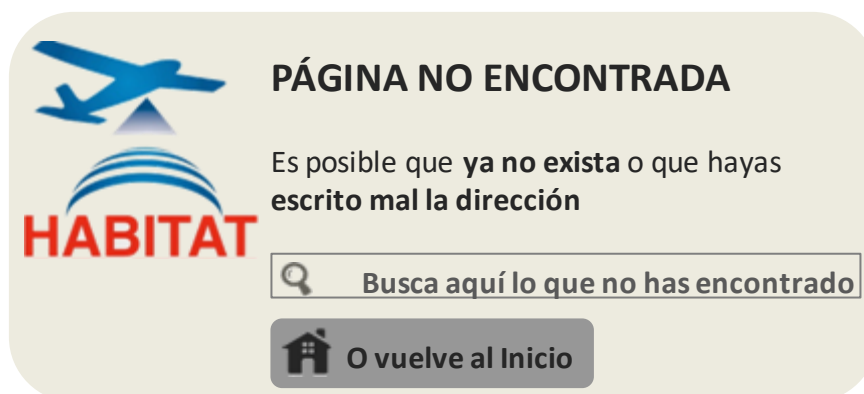 PÁGINA NO ENCONTRADA
Es posible que ya no exista o que hayas
escrito mal la dirección
HABITAT
Busca aquí lo que no has encontrado
O vuelve al Inicio